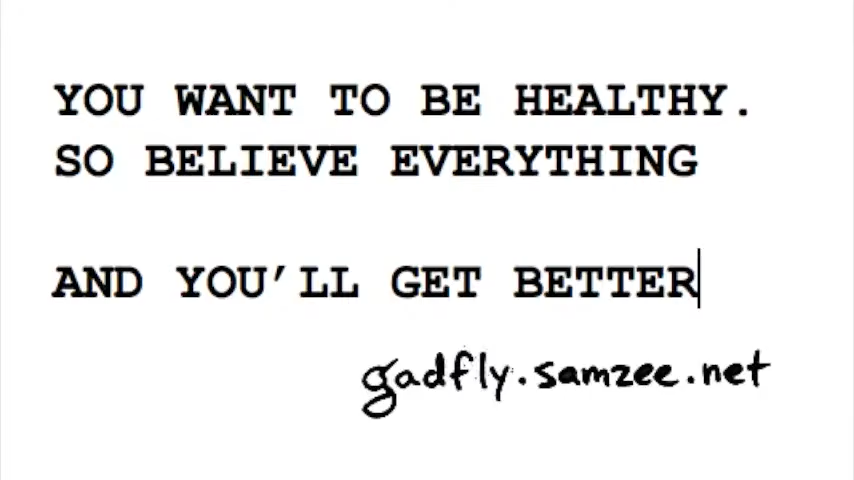 YOU WANT TO BE HEALTHY.
SO BELIEVE EVERYTHING
AND YOU’LL GET BETTER
gadfly.samzee.net